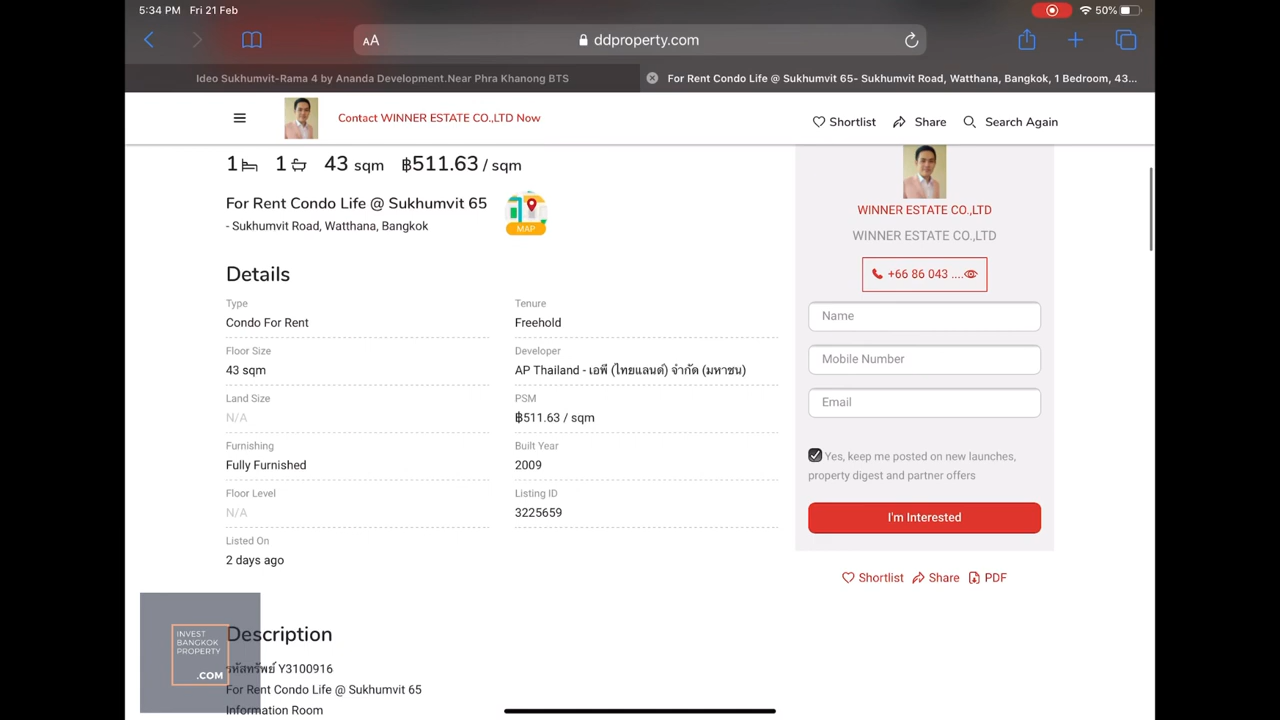 5:34 PM Fri 21 Feb
50%
AA
ddproperty.com
Ideo Sukhumvit-Rama 4 by Ananda Development.Near Phra Khanong BTS
For Rent Condo Life @ Sukhumvit 65- Sukhumvit Road, Watthana, Bangkok, 1 Bedroom, 43...
Contact WINNER ESTATE CO.,LTD Now
Shortlist
Share
Search Again
1 1 43 sqm ฿511.63 / sqm
For Rent Condo Life @ Sukhumvit 65
- Sukhumvit Road, Watthana, Bangkok
MAP
Details
Type
Condo For Rent
Tenure
Freehold
Floor Size
43 sqm
Developer
AP Thailand - เอพี (ไทยแลนด์) จำกัด (มหาชน)
Land Size
N/A
PSM
฿511.63 / sqm
Furnishing
Fully Furnished
Built Year
2009
Floor Level
N/A
Listing ID
3225659
Listed On
2 days ago
Description
รหัสทรัพย์ Y3100916
For Rent Condo Life @ Sukhumvit 65
Information Room
WINNER ESTATE CO.,LTD
WINNER ESTATE CO.,LTD
+66 86 043 ....
Name
Mobile Number
Email
Yes, keep me posted on new launches,
property digest and partner offers
I'm Interested
Shortlist Share PDF
INVEST
BANGKOK
PROPERTY
.COM